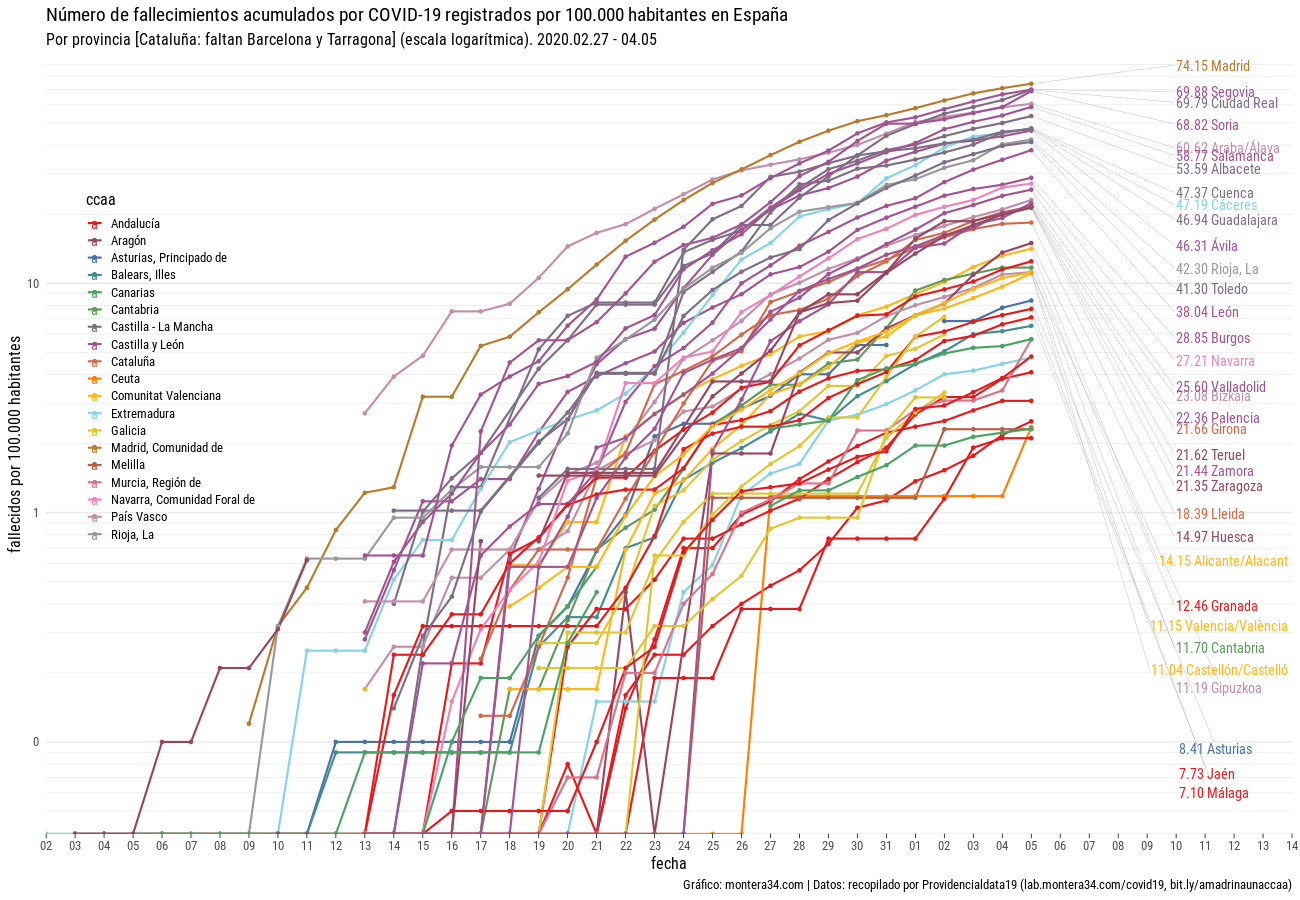 Número de fallecimientos acumulados por COVID-19 registrados por 100.000 habitantes en España
Por provincia [Cataluña: faltan Barcelona y Tarragona] (escala logarítmica). 2020.02.27 - 04.05
fallecidos por 100.000 habitantes
10
1
0
ccaa
Andalucía
Aragón
Asturias, Principado de
Balears, Illes
Canarias
Cantabria
Castilla - La Mancha
Castilla y León
Cataluña
Ceuta
Comunitat Valenciana
Extremadura
Galicia
Madrid, Comunidad de
Melilla
Murcia, Región de
Navarra, Comunidad Foral de
País Vasco
Rioja, La
74.15 Madrid
69.88 Segovia
69.79 Ciudad Real
68.82 Soria
60.62 Araba/Álava
58.77 Salamanca
53.59 Albacete
47.37 Cuenca
47.19 Cáceres
46.94 Guadalajara
46.31 Ávila
42.30 Rioja, La
41.30 Toledo
38.04 León
28.85 Burgos
27.21 Navarra
25.60 Valladolid
23.08 Bizkaia
22.36 Palencia
21.66 Girona
21.62 Teruel
21.44 Zamora
21.35 Zaragoza
18.39 Lleida
14.97 Huesca
14.15 Alicante/Alacant
12.46 Granada
11.15 Valencia/València
11.70 Cantabria
11.04 Castellón/Castelló
11.19 Gipuzkoa
8.41 Asturias
7.73 Jaén
7.10 Málaga
02 03 04 05 06 07 08 09 10 11 12 13 14 15 16 17 18 19 20 21 22 23 24 25 26 27 28 29 30 31 01 02 03 04 05 06 07 08 09 10 11 12 13 14
fecha
Gráfico: montera34.com | Datos: recopilado por Providencialdata19 (lab.montera34.com/covid19, bit.ly/amadrinaunaccaa)